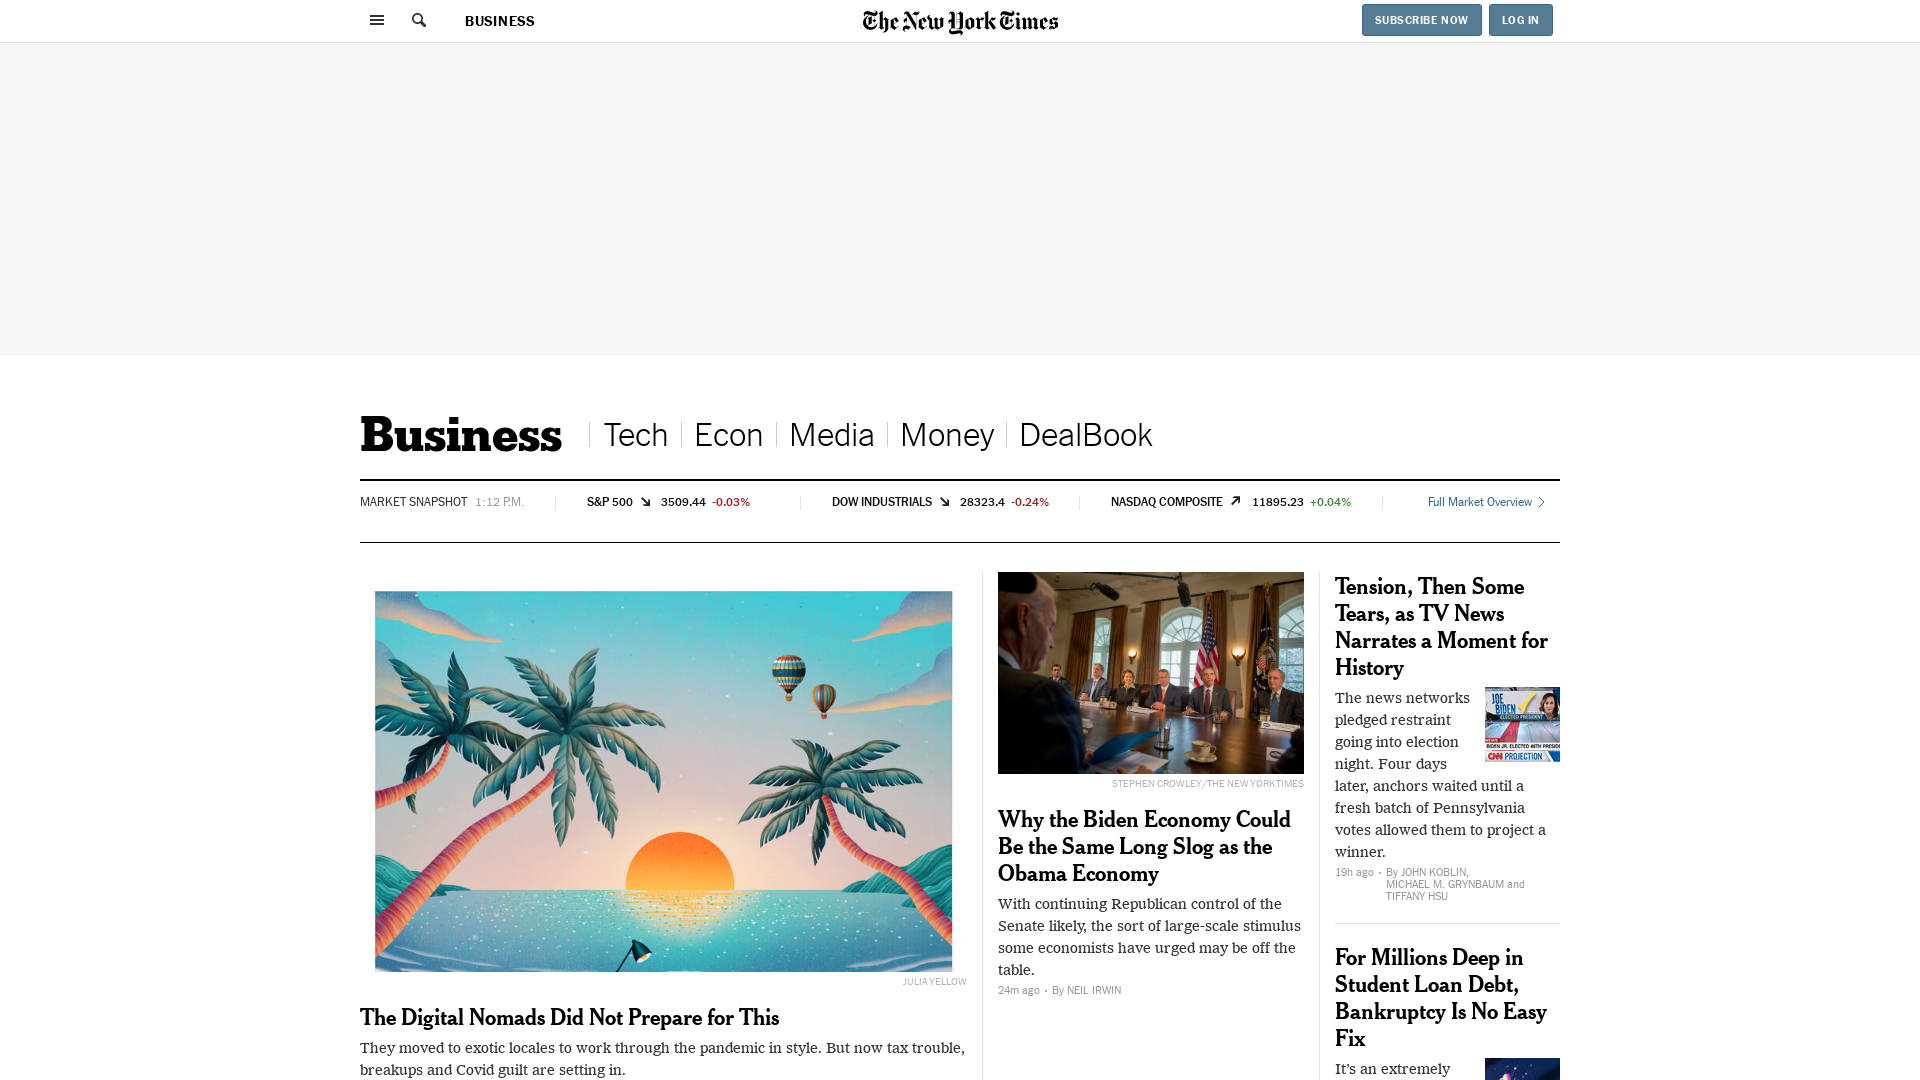 BUSINESS
The New York Times
SUBSCRIBE NOW
LOG IN
Business
Tech
Econ
Media
Money
DealBook
MARKET SNAPSHOT 1:12 P.M.
S&P 500 3509.44 -0.03%
DOW INDUSTRIALS 28323.4 -0.24%
NASDAQ COMPOSITE 11895.23 +0.04%
Full Market Overview
JULIA YELLOW
The Digital Nomads Did Not Prepare for This
They moved to exotic locales to work through the pandemic in style. But now tax trouble,
breakups and Covid guilt are setting in.
STEPHEN CROWLEY/THE NEW YORK TIMES
Why the Biden Economy Could
Be the Same Long Slog as the
Obama Economy
With continuing Republican control of the
Senate likely, the sort of large-scale stimulus
some economists have urged may be off the
table.
24m ago • By NEIL IRWIN
Tension, Then Some
Tears, as TV News
Narrates a Moment for
History
The news networks
pledged restraint
going into election
night. Four days
later, anchors waited until a
fresh batch of Pennsylvania
votes allowed them to project a
winner.
JOE
BIDEN
ELECTED PRESIDENT
BIDEN JR. ELECTED 46TH PRESID
CNN PROJECTION
19h ago • By JOHN KOBLIN,
MICHAEL M. GRYNBAUM and
TIFFANY HSU
For Millions Deep in
Student Loan Debt,
Bankruptcy Is No Easy
Fix
It’s an extremely